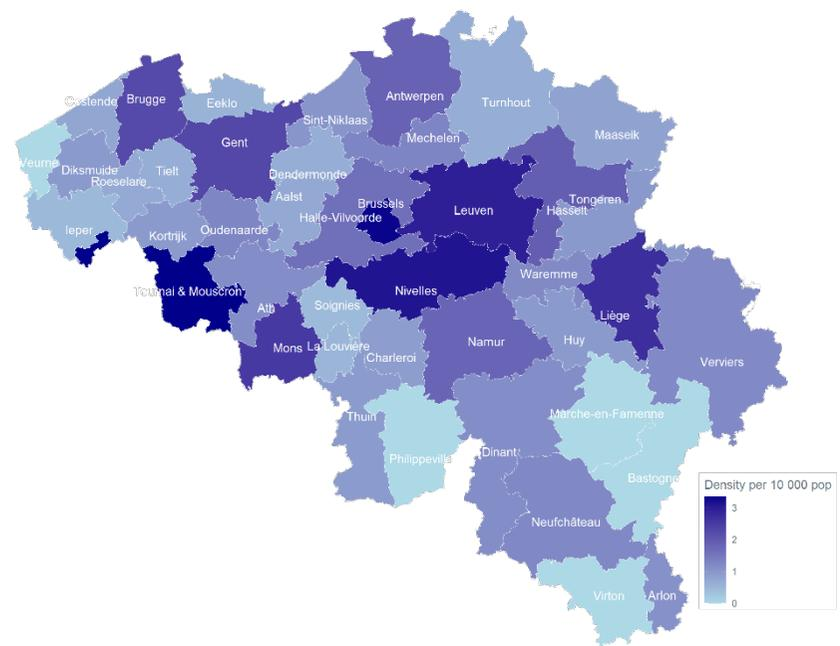 Antwerpen
Turnhout
Brugge
Oostende
Eeklo
Sint-Niklaas
Maaseik
Mechelen
Gent
Veurne
Diksmuide
Roeselare
Tielt
Dendermonde
Aalst
Brussels
Halle-Vilvoorde
Leuven
Tongeren
Hasselt
Ieper
Kortrijk
Oudenaarde
Waremme
Tournai & Mouscron
Ath
Soignies
Nivelles
Liège
Mons
La Louvière
Charleroi
Namur
Huy
Verviers
Thuin
Marche-en-Famenne
Philippeville
Dinant
Bastogne
Neufchâteau
Virton
Arlon
Density per 10 000 pop
3
2
1
0